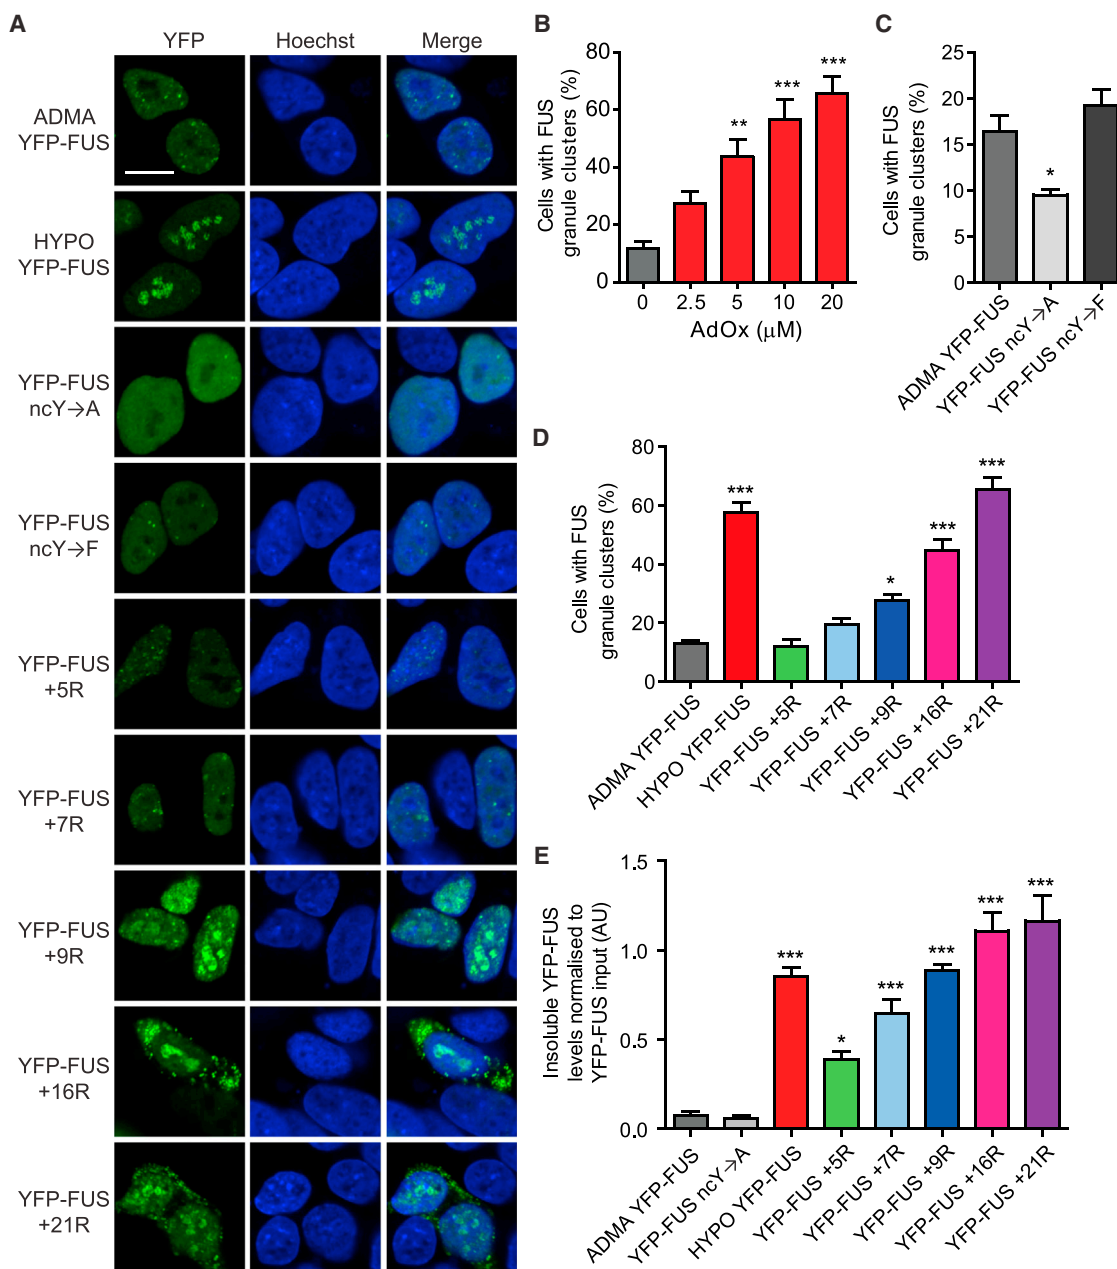 A
YFP Hoechst Merge
ADMA
YFP-FUS
HYPO
YFP-FUS
YFP-FUS
ncY→A
YFP-FUS
ncY→F
YFP-FUS
+5R
YFP-FUS
+7R
YFP-FUS
+9R
YFP-FUS
+16R
YFP-FUS
+21R
B
Cells with FUS
granule clusters (%)
80
60
40
20
0
** *** ***
0 2.5 5 10 20
AdOx (μM)
C
Cells with FUS
granule clusters (%)
25
20
15
10
5
0
*
ADMA YFP-FUS
YFP-FUS ncY→A
YFP-FUS ncY→F
D
Cells with FUS
granule clusters (%)
80
60
40
20
0
*** * *** ***
ADMA YFP-FUS
HYPO YFP-FUS
YFP-FUS +5R
YFP-FUS +7R
YFP-FUS +9R
YFP-FUS +16R
YFP-FUS +21R
E
Insoluble YFP-FUS
levels normalised to
YFP-FUS input (AU)
1.5
1.0
0.5
0.0
*** * *** *** *** ***
ADMA YFP-FUS
YFP-FUS ncY→A
HYPO YFP-FUS
YFP-FUS +5R
YFP-FUS +7R
YFP-FUS +9R
YFP-FUS +16R
YFP-FUS +21R